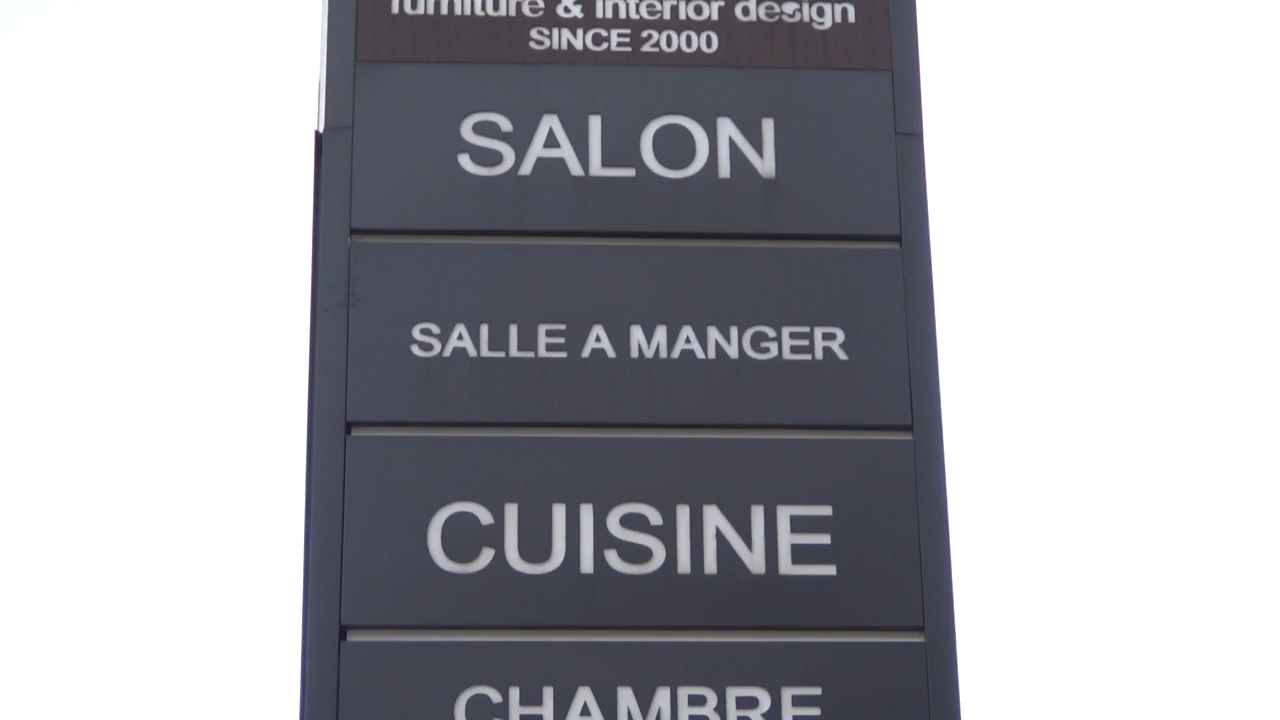 furniture & interior design
SINCE 2000
SALON
SALLE A MANGER
CUISINE
CHAMBRE